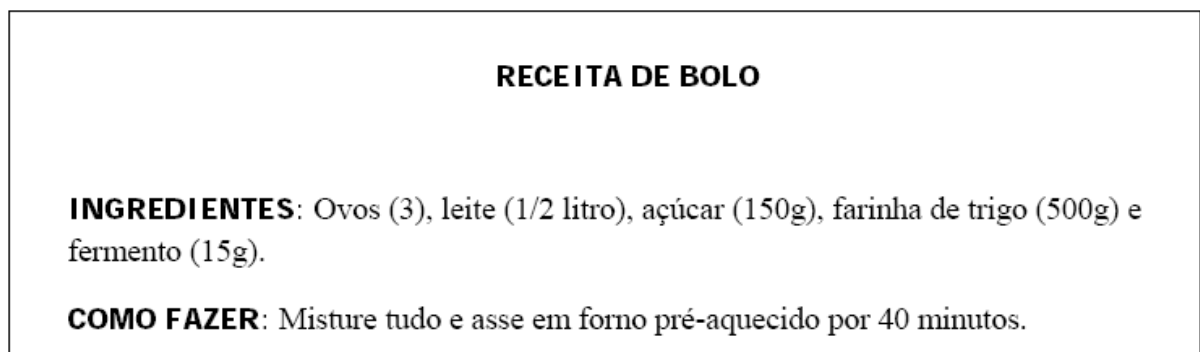 RECEITA DE BOLO
INGREDIENTES: Ovos (3), leite (1/2 litro), açúcar (150g), farinha de trigo (500g) e
fermento (15g).
COMO FAZER: Misture tudo e asse em forno pré-aquecido por 40 minutos.